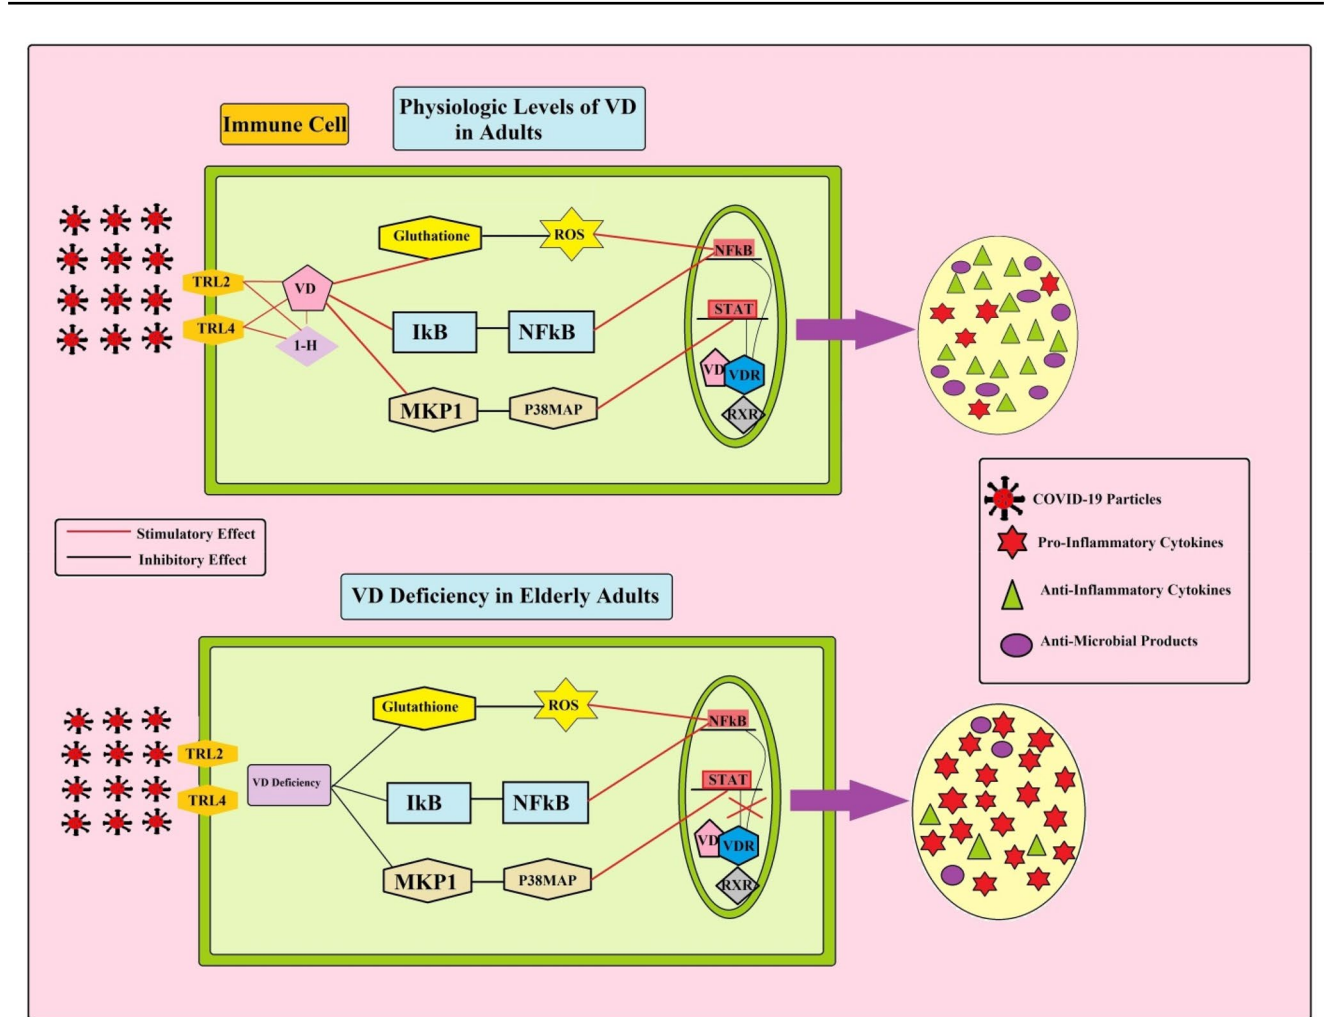 Immune Cell
Physiologic Levels of VD
in Adults
Gluthatione
ROS
NFkB
TRL2
VD
STAT
TRL4
1-H
IkB
NFkB
VD
VDR
MKP1
P38MAP
RXR
COVID-19 Particles
Pro-Inflammatory Cytokines
Anti-Inflammatory Cytokines
Anti-Microbial Products
Stimulatory Effect
Inhibitory Effect
VD Deficiency in Elderly Adults
Glutathione
ROS
NFkB
TRL2
VD Deficiency
STAT
TRL4
IkB
NFkB
VD
VDR
MKP1
P38MAP
RXR